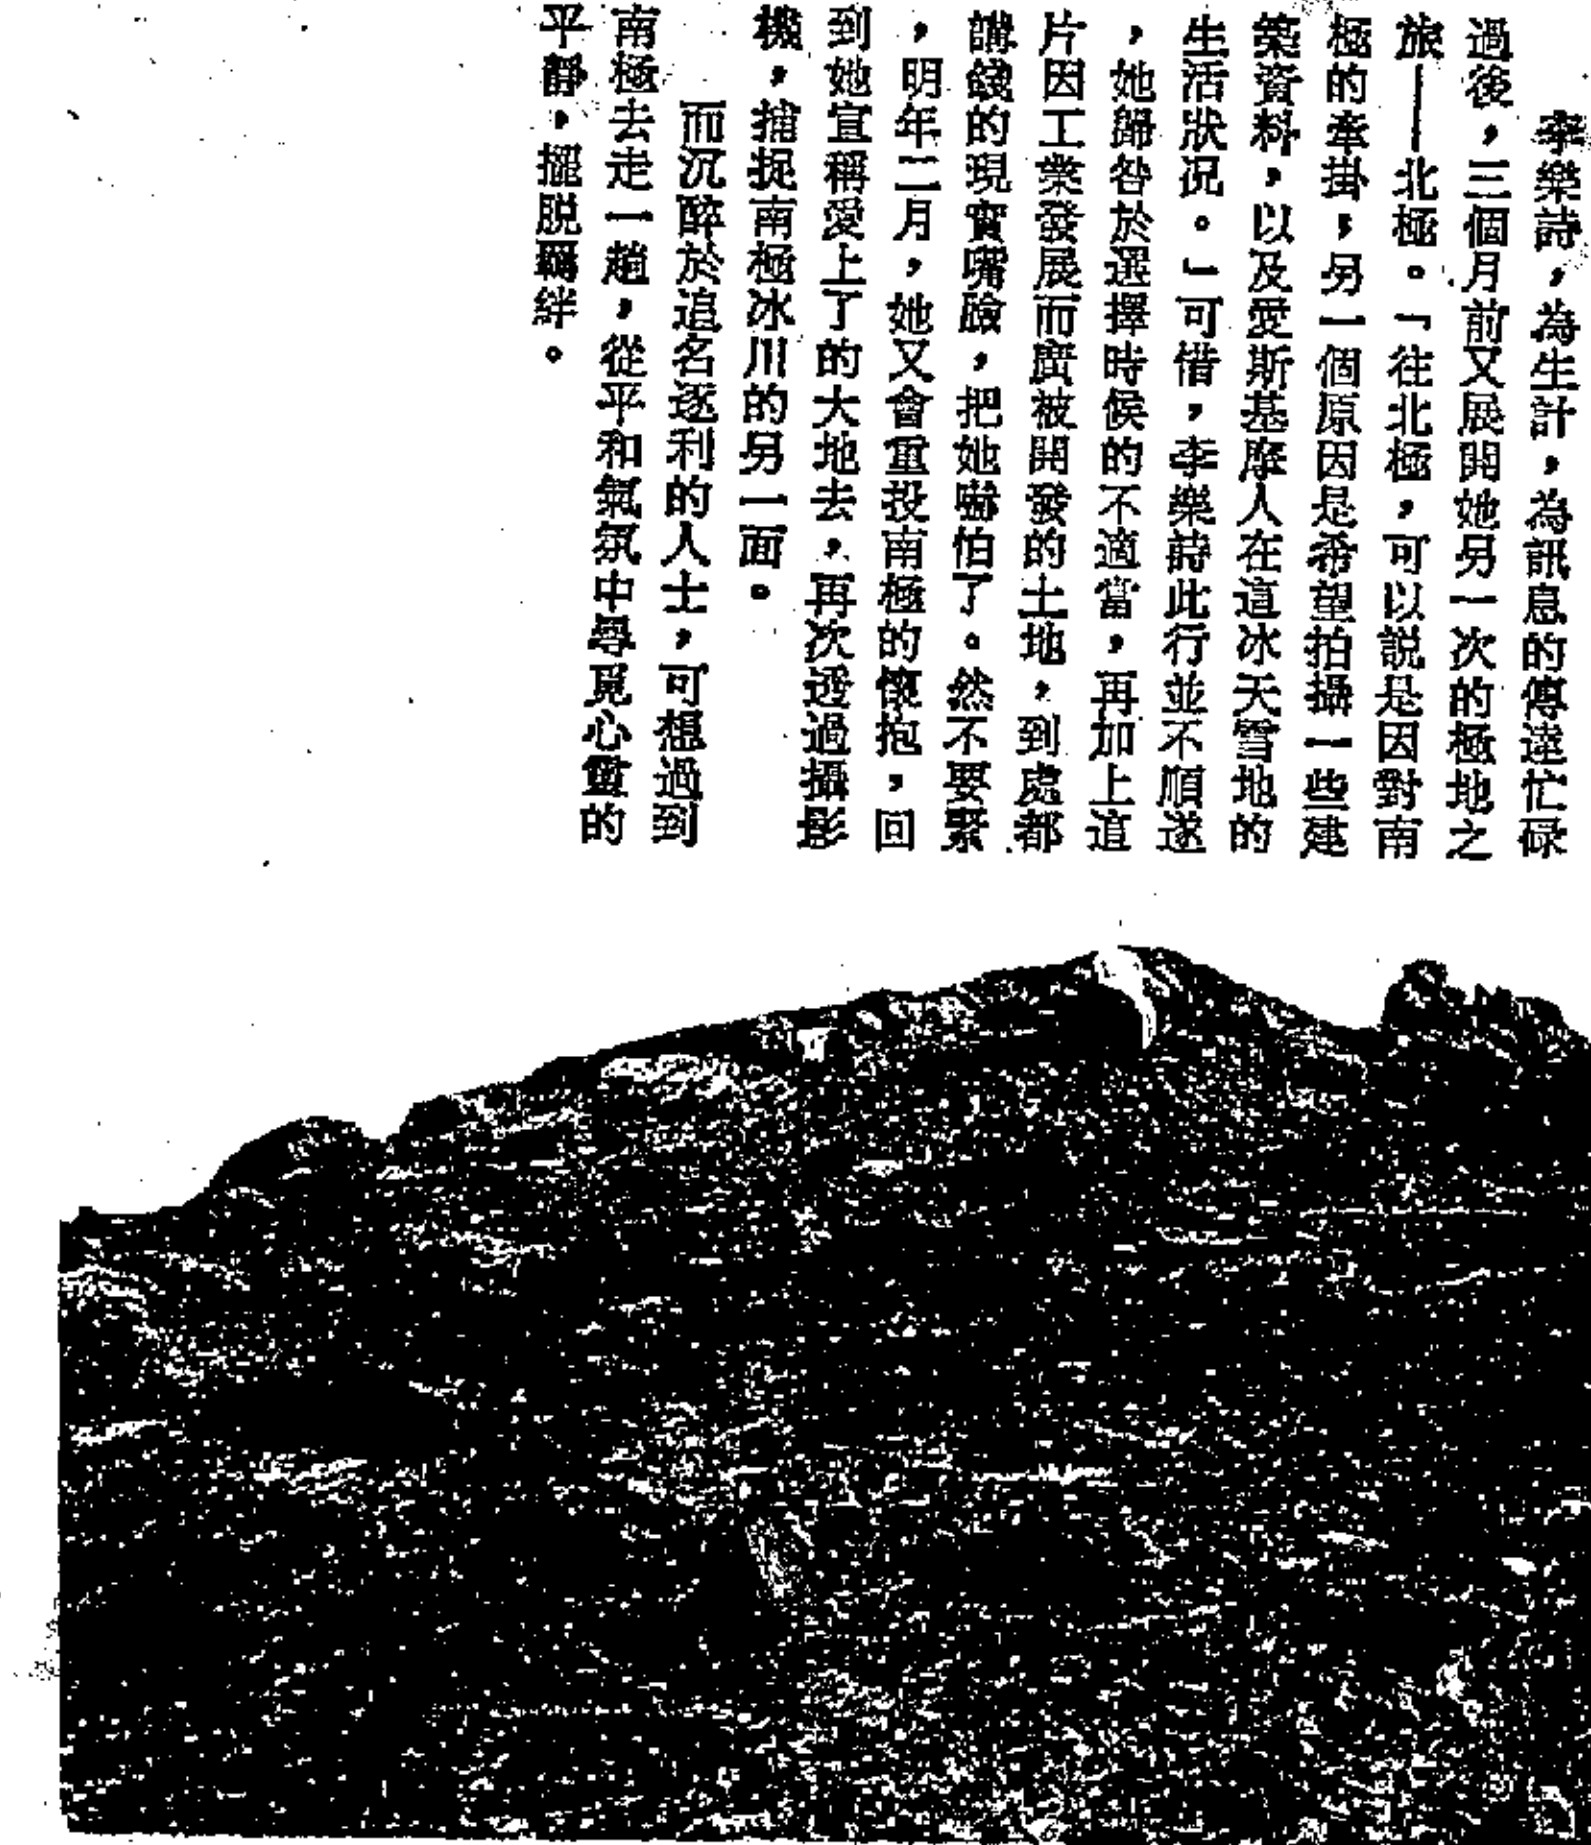 李樂詩，為生計，為訊息的傳達忙碌
過後，三個月前又展開她另一次的極地之
旅——北極。「往北極，可以説是因對南
極的牽掛，另一個原因是希望拍攝一些建
築資料，以及愛斯基摩人在這冰天雪地的
生活狀況。」可惜，李樂詩此行並不順遂
，她歸咎於選擇時候的不適當，再加上這
片因工業發展而廣被開發的土地，到處都
講錢的現實嘴臉，把她嚇怕了。然不要緊
，明年二月，她又會重投南極的懷抱，回
到她宣稱愛上了的大地去，再次透過攝影
機，捕捉南極冰川的另一面。
而沉醉於追名逐利的人士，可想過到
南極去走一趟，從平和氣氛中尋覓心靈的
平靜，擺脱羈絆。